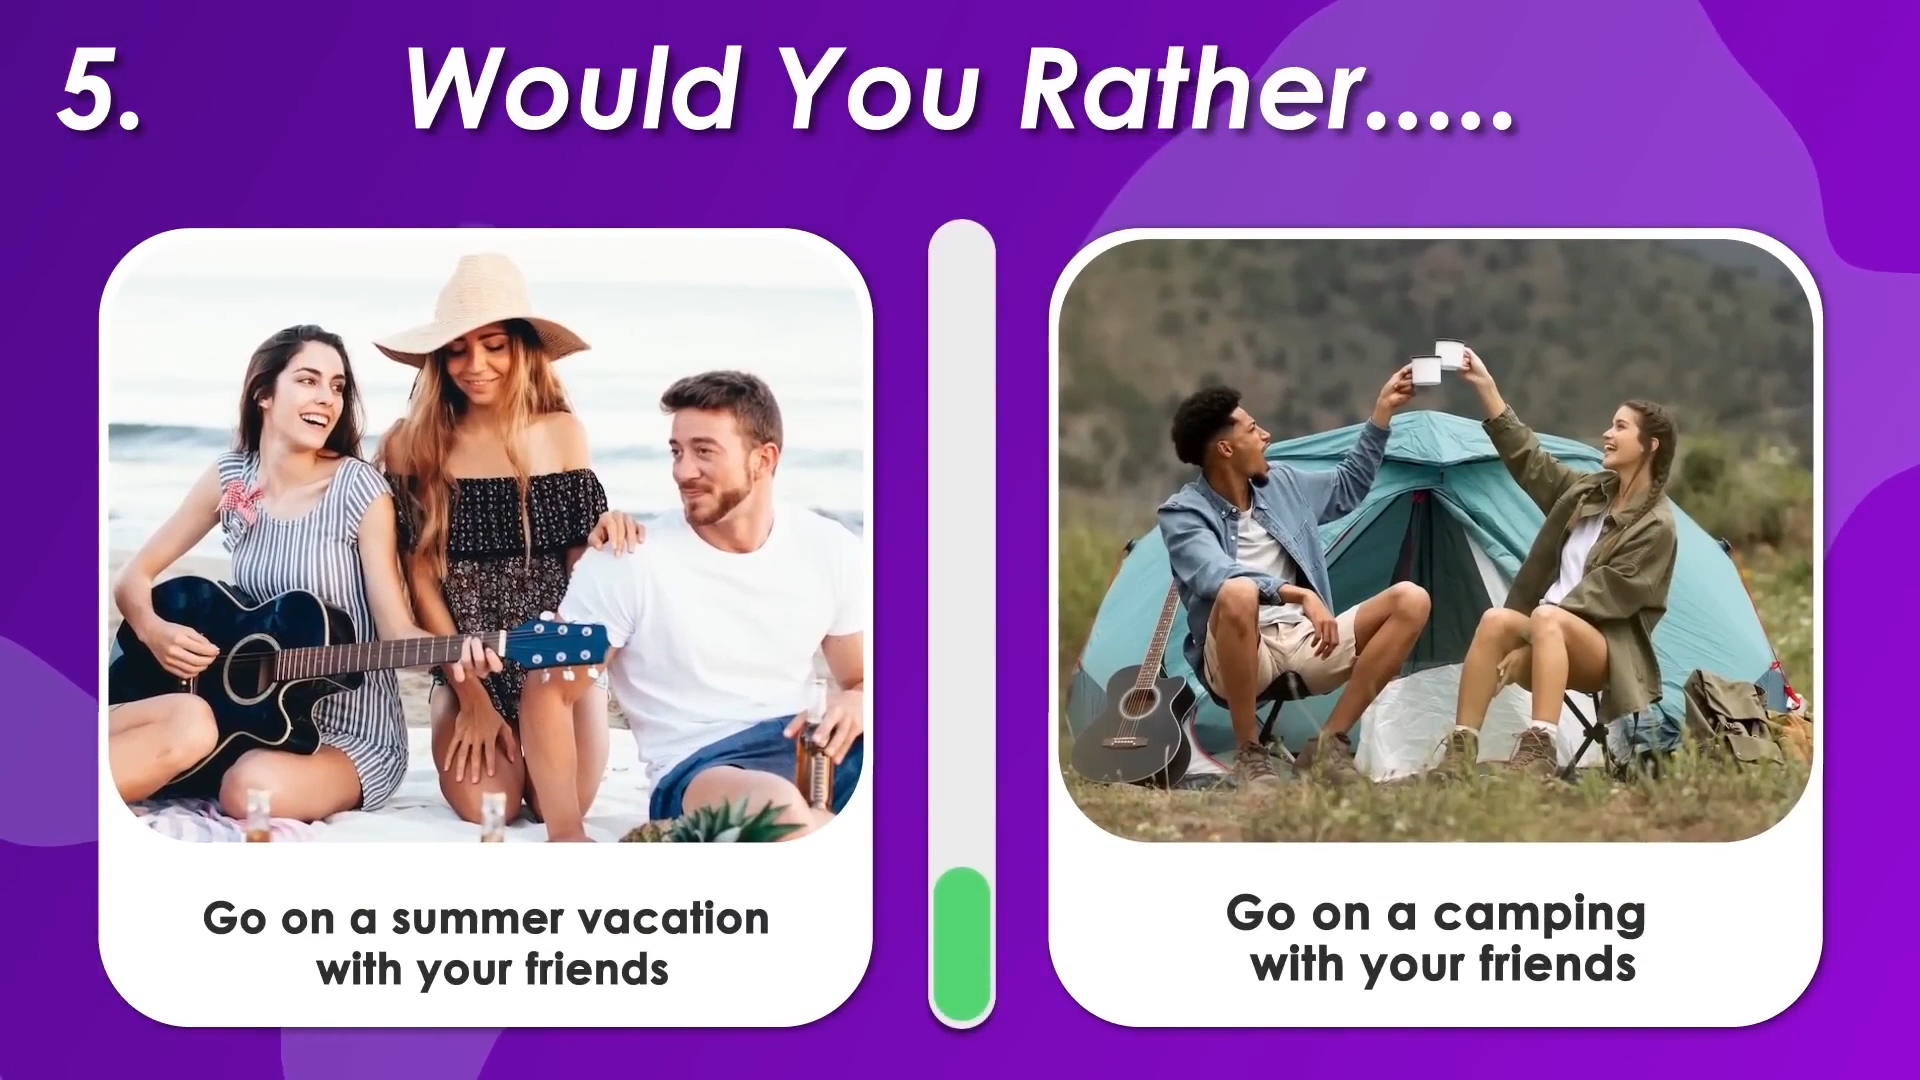 5.
Would You Rather.....
Go on a summer vacation
with your friends
Go on a camping
with your friends